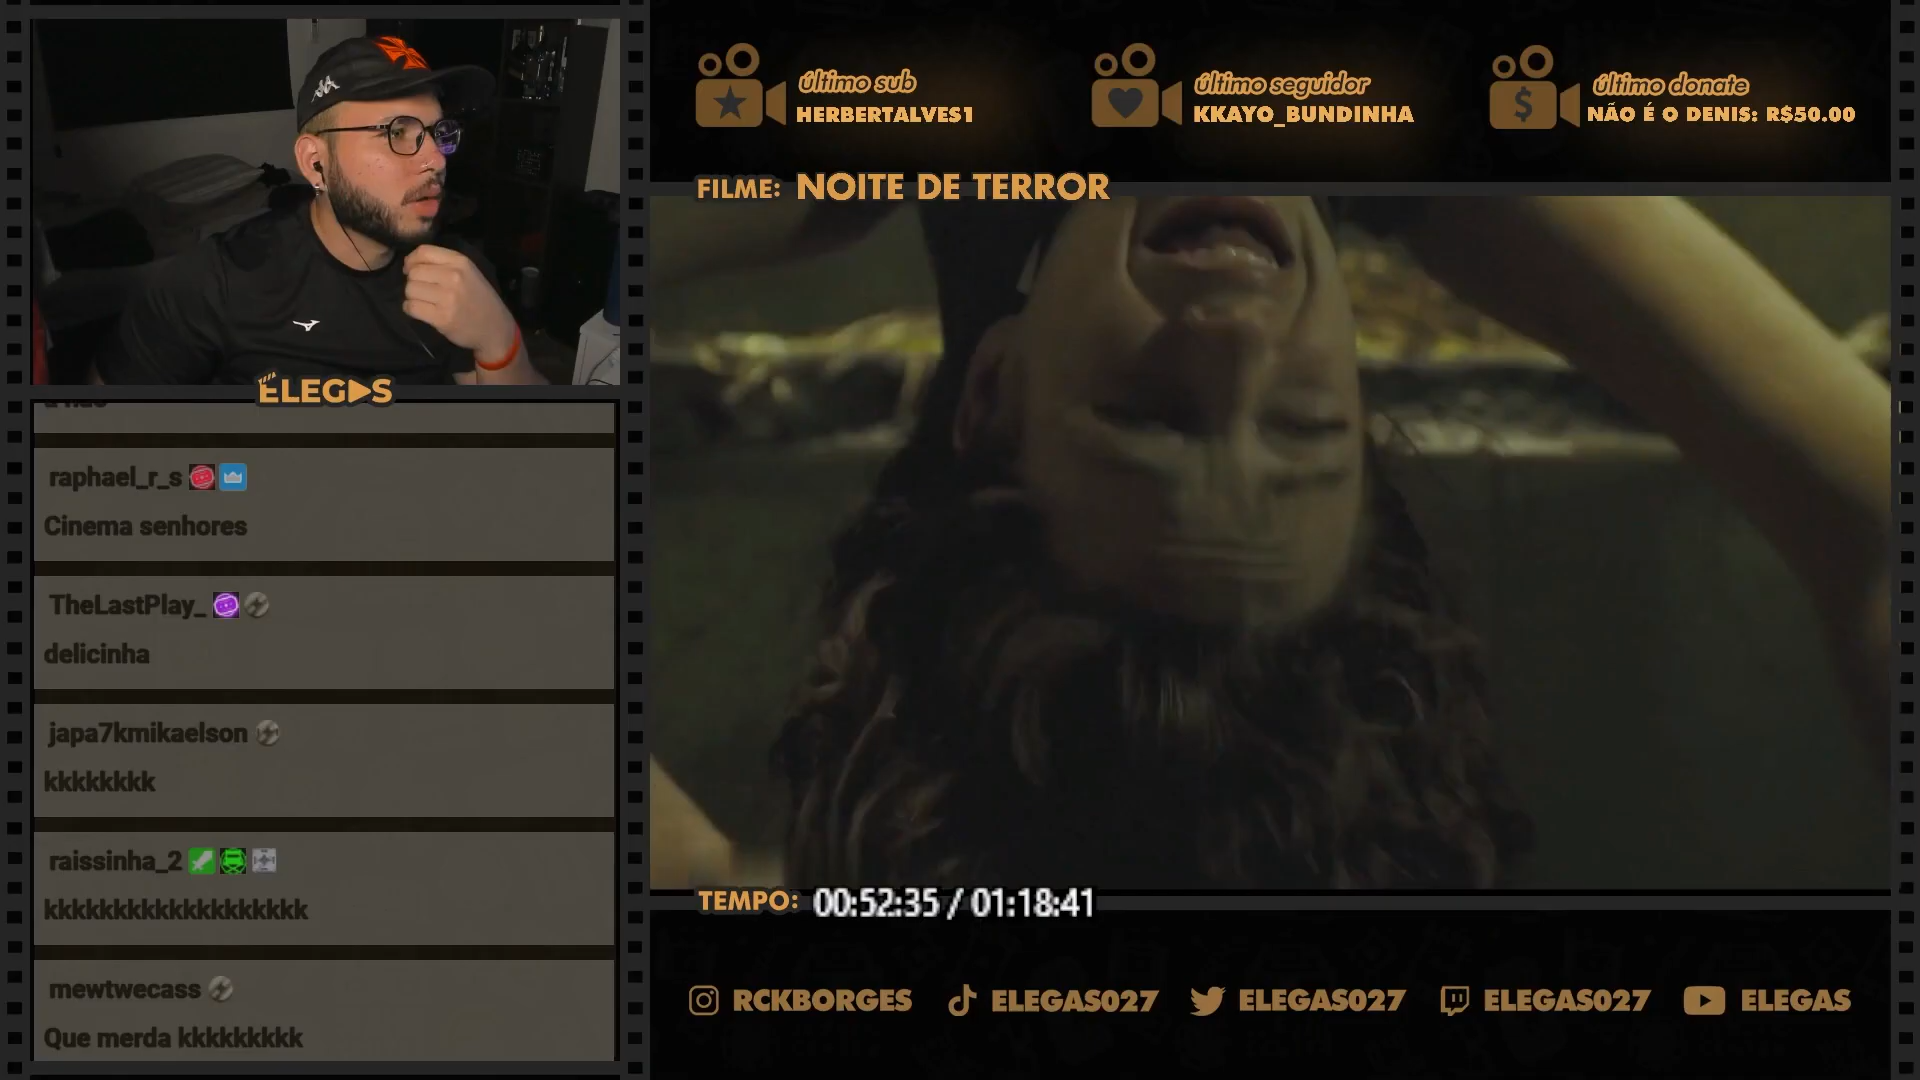 último sub
HERBERTALVES1
último seguidor
KKAYO_BUNDINHA
último donate
NÃO É O DENIS: R$50.00
FILME: NOITE DE TERROR
ELEGAS
raphael_r_s
Cinema senhores
TheLastPlay_
delicinha
japa7kmikaelson
kkkkkkkk
raissinha_2
kkkkkkkkkkkkkkkkkkk
mewtwecass
Que merda kkkkkkkkk
TEMPO: 00:52:35 / 01:18:41
RCKBORGES
ELEGAS027
ELEGAS027
ELEGAS027
ELEGAS